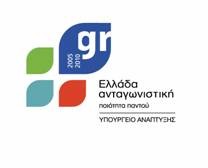 gr
2005
2010
Ελλάδα
ανταγωνιστική
ποιότητα παντού
ΥΠΟΥΡΓΕΙΟ ΑΝΑΠΤΥΞΗΣ